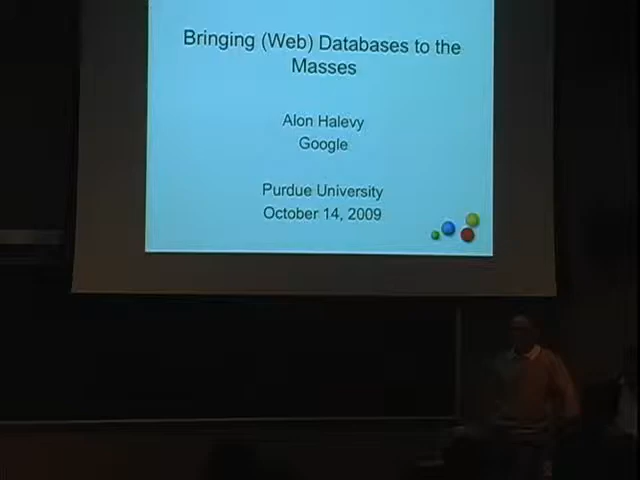 Bringing (Web) Databases to the
Masses
Alon Halevy
Google
Purdue University
October 14, 2009